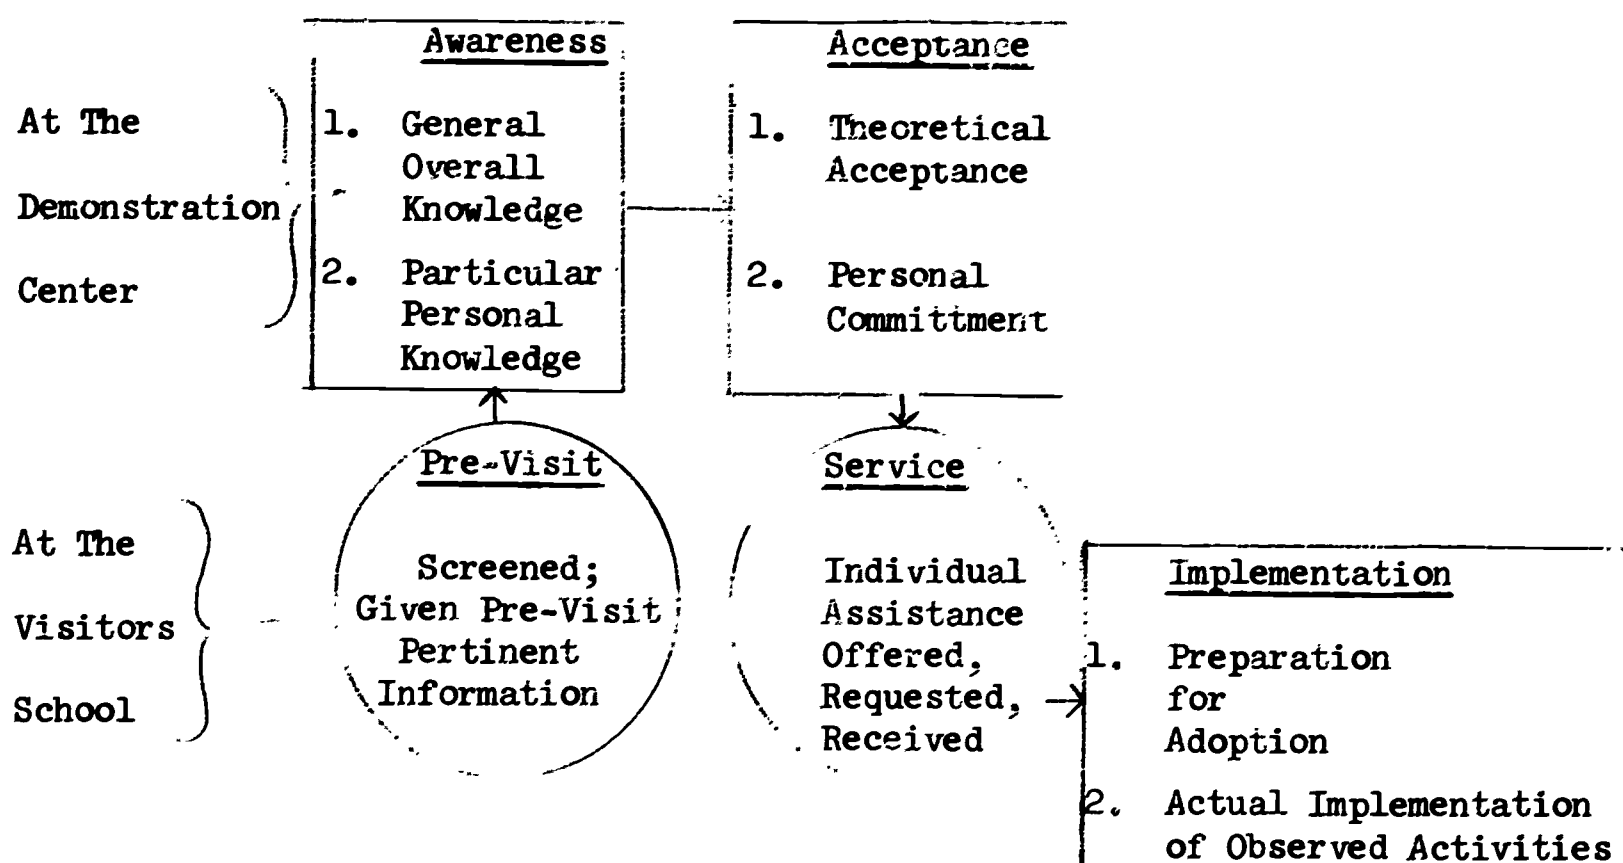 Awareness
At The
Demonstration
Center
1. General
Overall
Knowledge
2. Particular
Personal
Knowledge
Acceptance
1. Theoretical
Acceptance
2. Personal
Committment
At The
Visitors
School
Pre-Visit
Screened;
Given Pre-Visit
Pertinent
Information
Service
Individual
Assistance
Offered,
Requested,
Received
Implementation
1. Preparation
for
Adoption
2. Actual Implementation
of Observed Activities